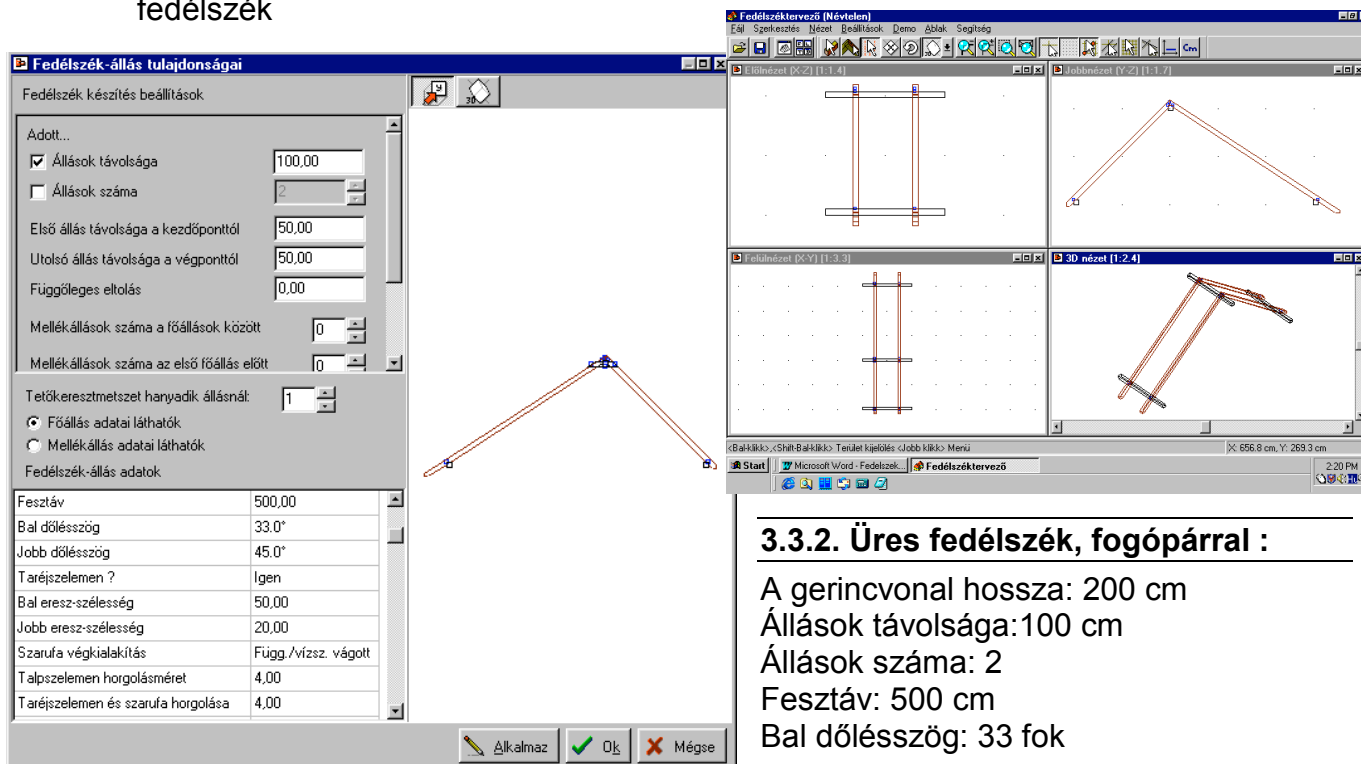 fedélszék
Fedélszék-állás tulajdonságai
Fedélszék készítés beállítások
Adott...
Állások távolsága 100,00
Állások száma 2
Első állás távolsága a kezdőponttól 50,00
Utolsó állás távolsága a végponttól 50,00
Függőleges eltolás 0,00
Mellékállások száma a főállások között 0
Mellékállások száma az első főállás előtt 0
Tetőkeresztmetszet hanyadik állásnál: 1
Főállás adatai láthatók
Mellékállás adatai láthatók
Fedélszék-állás adatok
Fesztáv 500,00
Bal dőlésszög 33.0°
Jobb dőlésszög 45.0°
Taréjszelemen ? Igen
Bal eresz-szélesség 50,00
Jobb eresz-szélesség 20,00
Szarufa végkialakítás Függ./vízsz. vágott
Talpszelemen horgolásméret 4,00
Taréjszelemen és szarufa horgolása 4,00
3D
Alkalmaz Ok Mégse
Fedélszéktervező (Névtelen)
Fájl Szerkesztés Nézet Beállítások Demo Ablak Segítség
Cm
Elölnézet (X-Z) [1:1.4]
Jobbnézet (Y-Z) [1:1.7]
Felülnézet (X-Y) [1:3.3]
3D nézet [1:2.4]
<Bal-klikk>,<Shift-Bal-klikk> Terület kijelölés <Jobb klikk> Menü X: 656.8 cm, Y: 269.3 cm
Start Microsoft Word - Fedelszek... Fedélszéktervező 2:20 PM
3.3.2. Üres fedélszék, fogópárral :
A gerincvonal hossza: 200 cm
Állások távolsága:100 cm
Állások száma: 2
Fesztáv: 500 cm
Bal dőlésszög: 33 fok